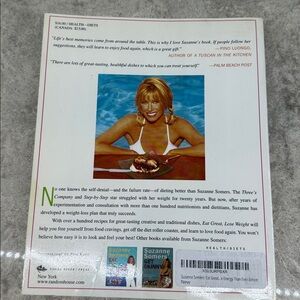 $16.00 / HEALTH - DIETS
(CANADA: $25.00)
"Life's best memories come from around the table. This is why I love Suzanne's book. If people follow her
suggestions, they will learn to enjoy food again, which is a great gift."
—PINO LUONGO,
AUTHOR OF A TUSCAN IN THE KITCHEN
"There are lots of great-tasting, healthful dishes to which you can treat yourself"
—PALM BEACH POST
No one knows the self-denial—and the failure rate—of dieting better than Suzanne Somers. The Three's
Company and Step-by-Step star struggled with her weight for twenty years. But now, after years of
experimentation and consultation with more than one hundred nutritionists and dietitians, Suzanne has
developed a weight-loss plan that truly succeeds.
With over a hundred recipes for great-tasting creative and traditional dishes, Eat Great, Lose Weight will
help you free yourself from food cravings, get off the diet roller coaster, and learn to love food again. You won't
believe how easy it is to look and feel your best! Other books available from Suzanne Somers:
New York
www.randomhouse.com
HEALTH/DIETS
Suzanne
Somers'
Suzanne Somers Eat Great,